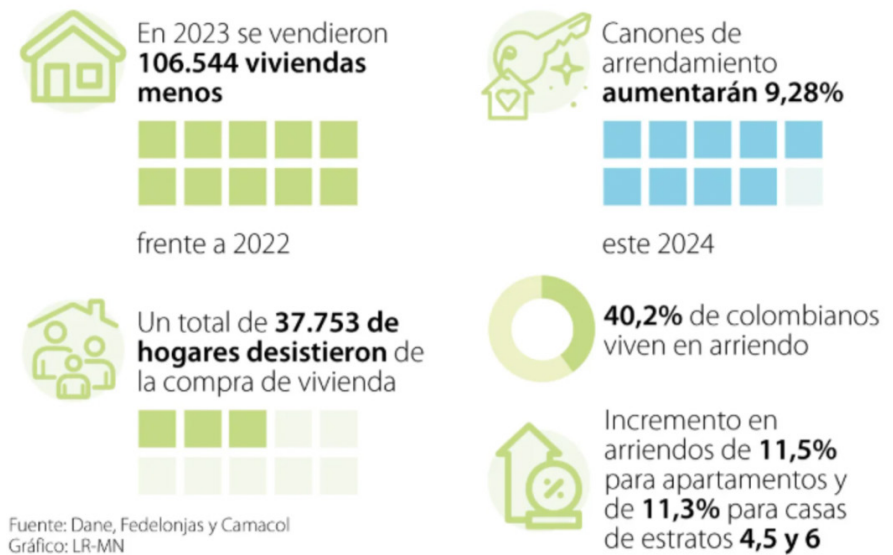 En 2023 se vendieron
106.544 viviendas
menos
frente a 2022
Canones de
arrendamiento
aumentarán 9,28%
este 2024
Un total de 37.753 de
hogares desistieron de
la compra de vivienda
40,2% de colombianos
viven en arriendo
Incremento en
arriendos de 11,5%
para apartamentos y
de 11,3% para casas
de estratos 4,5 y 6
Fuente: Dane, Fedelonjas y Camacol
Gráfico: LR-MN